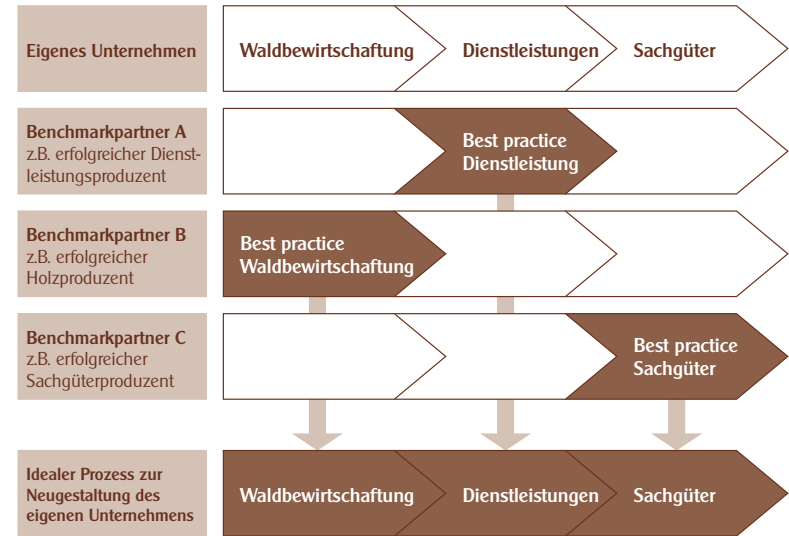 Eigenes Unternehmen
Waldbewirtschaftung
Dienstleistungen
Sachgüter
Benchmarkpartner A
z.B. erfolgreicher Dienst-
leistungsproduzent
Best practice
Dienstleistung
Benchmarkpartner B
z.B. erfolgreicher
Holzproduzent
Best practice
Waldbewirtschaftung
Benchmarkpartner C
z.B. erfolgreicher
Sachgüterproduzent
Best practice
Sachgüter
Idealer Prozess zur
Neugestaltung des
eigenen Unternehmens
Waldbewirtschaftung
Dienstleistungen
Sachgüter